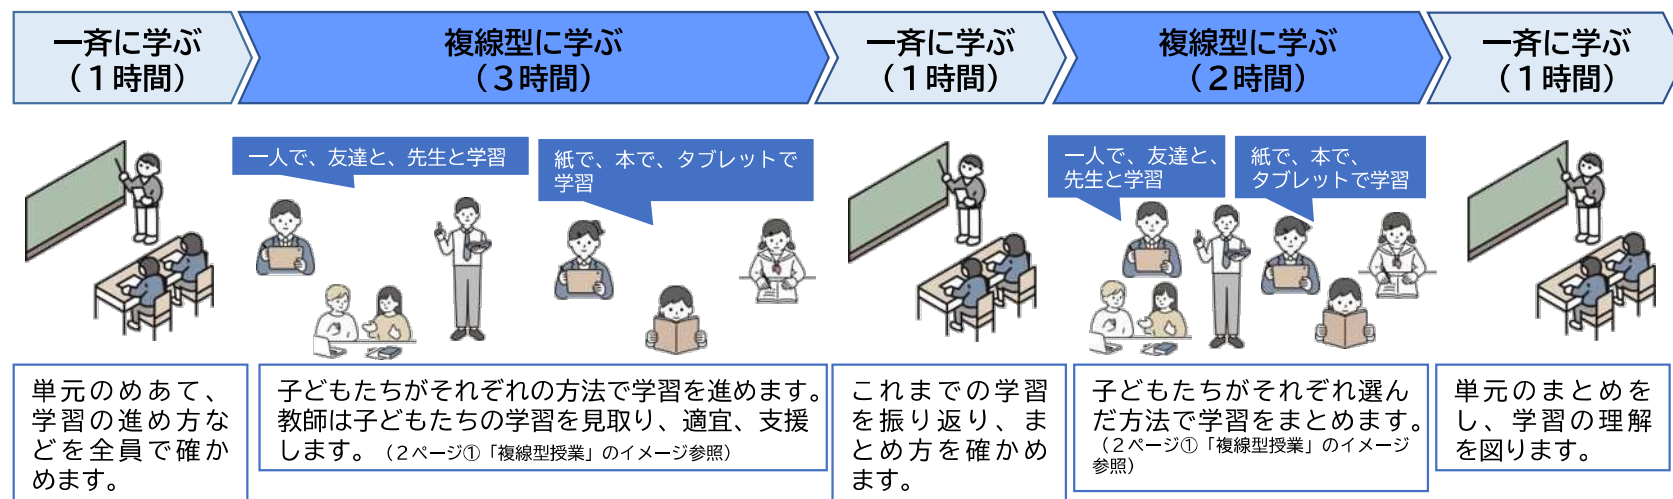 一斉に学ぶ
(1時間)
複線型に学ぶ
(3時間)
一斉に学ぶ
(1時間)
複線型に学ぶ
(2時間)
一斉に学ぶ
(1時間)
一人で、友達と、先生と学習
紙で、本で、タブレットで
学習
一人で、友達と、
先生と学習
紙で、本で、
タブレットで学習
単元のめあて、
学習の進め方な
どを全員で確か
めます。
子どもたちがそれぞれの方法で学習を進めます。
教師は子どもたちの学習を見取り、適宜、支援
します。(2ページ①「複線型授業」のイメージ参照)
これまでの学習
を振り返り、ま
とめ方を確かめ
ます。
子どもたちがそれぞれ選ん
だ方法で学習をまとめます。
(2ページ①「複線型授業」のイメージ
参照)
単元のまとめを
し、学習の理解
を図ります。